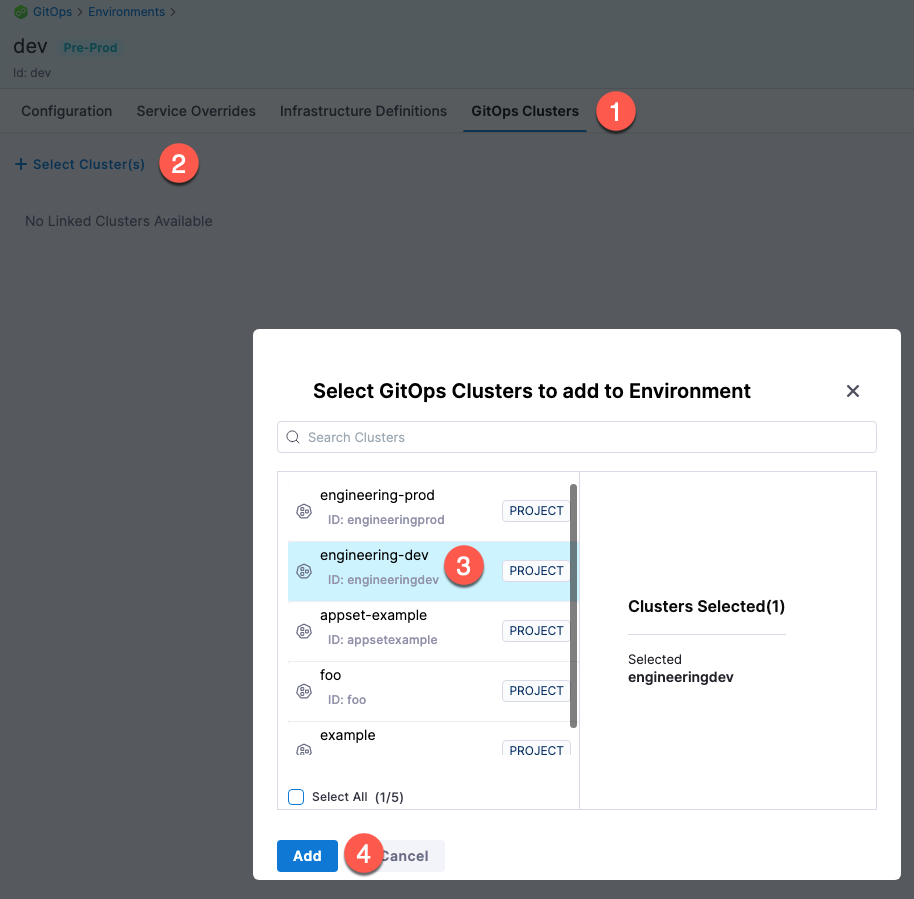 GitOps > Environments >
dev Pre-Prod
Id: dev
Configuration Service Overrides Infrastructure Definitions GitOps Clusters 1
+ Select Cluster(s) 2
No Linked Clusters Available
Select GitOps Clusters to add to Environment
Search Clusters
engineering-prod
ID: engineeringprod
PROJECT
engineering-dev
ID: engineeringdev
3
PROJECT
appset-example
ID: appsetexample
PROJECT
foo
ID: foo
PROJECT
example
PROJECT
Select All (1/5)
Clusters Selected(1)
Selected
engineeringdev
Add 4 Cancel